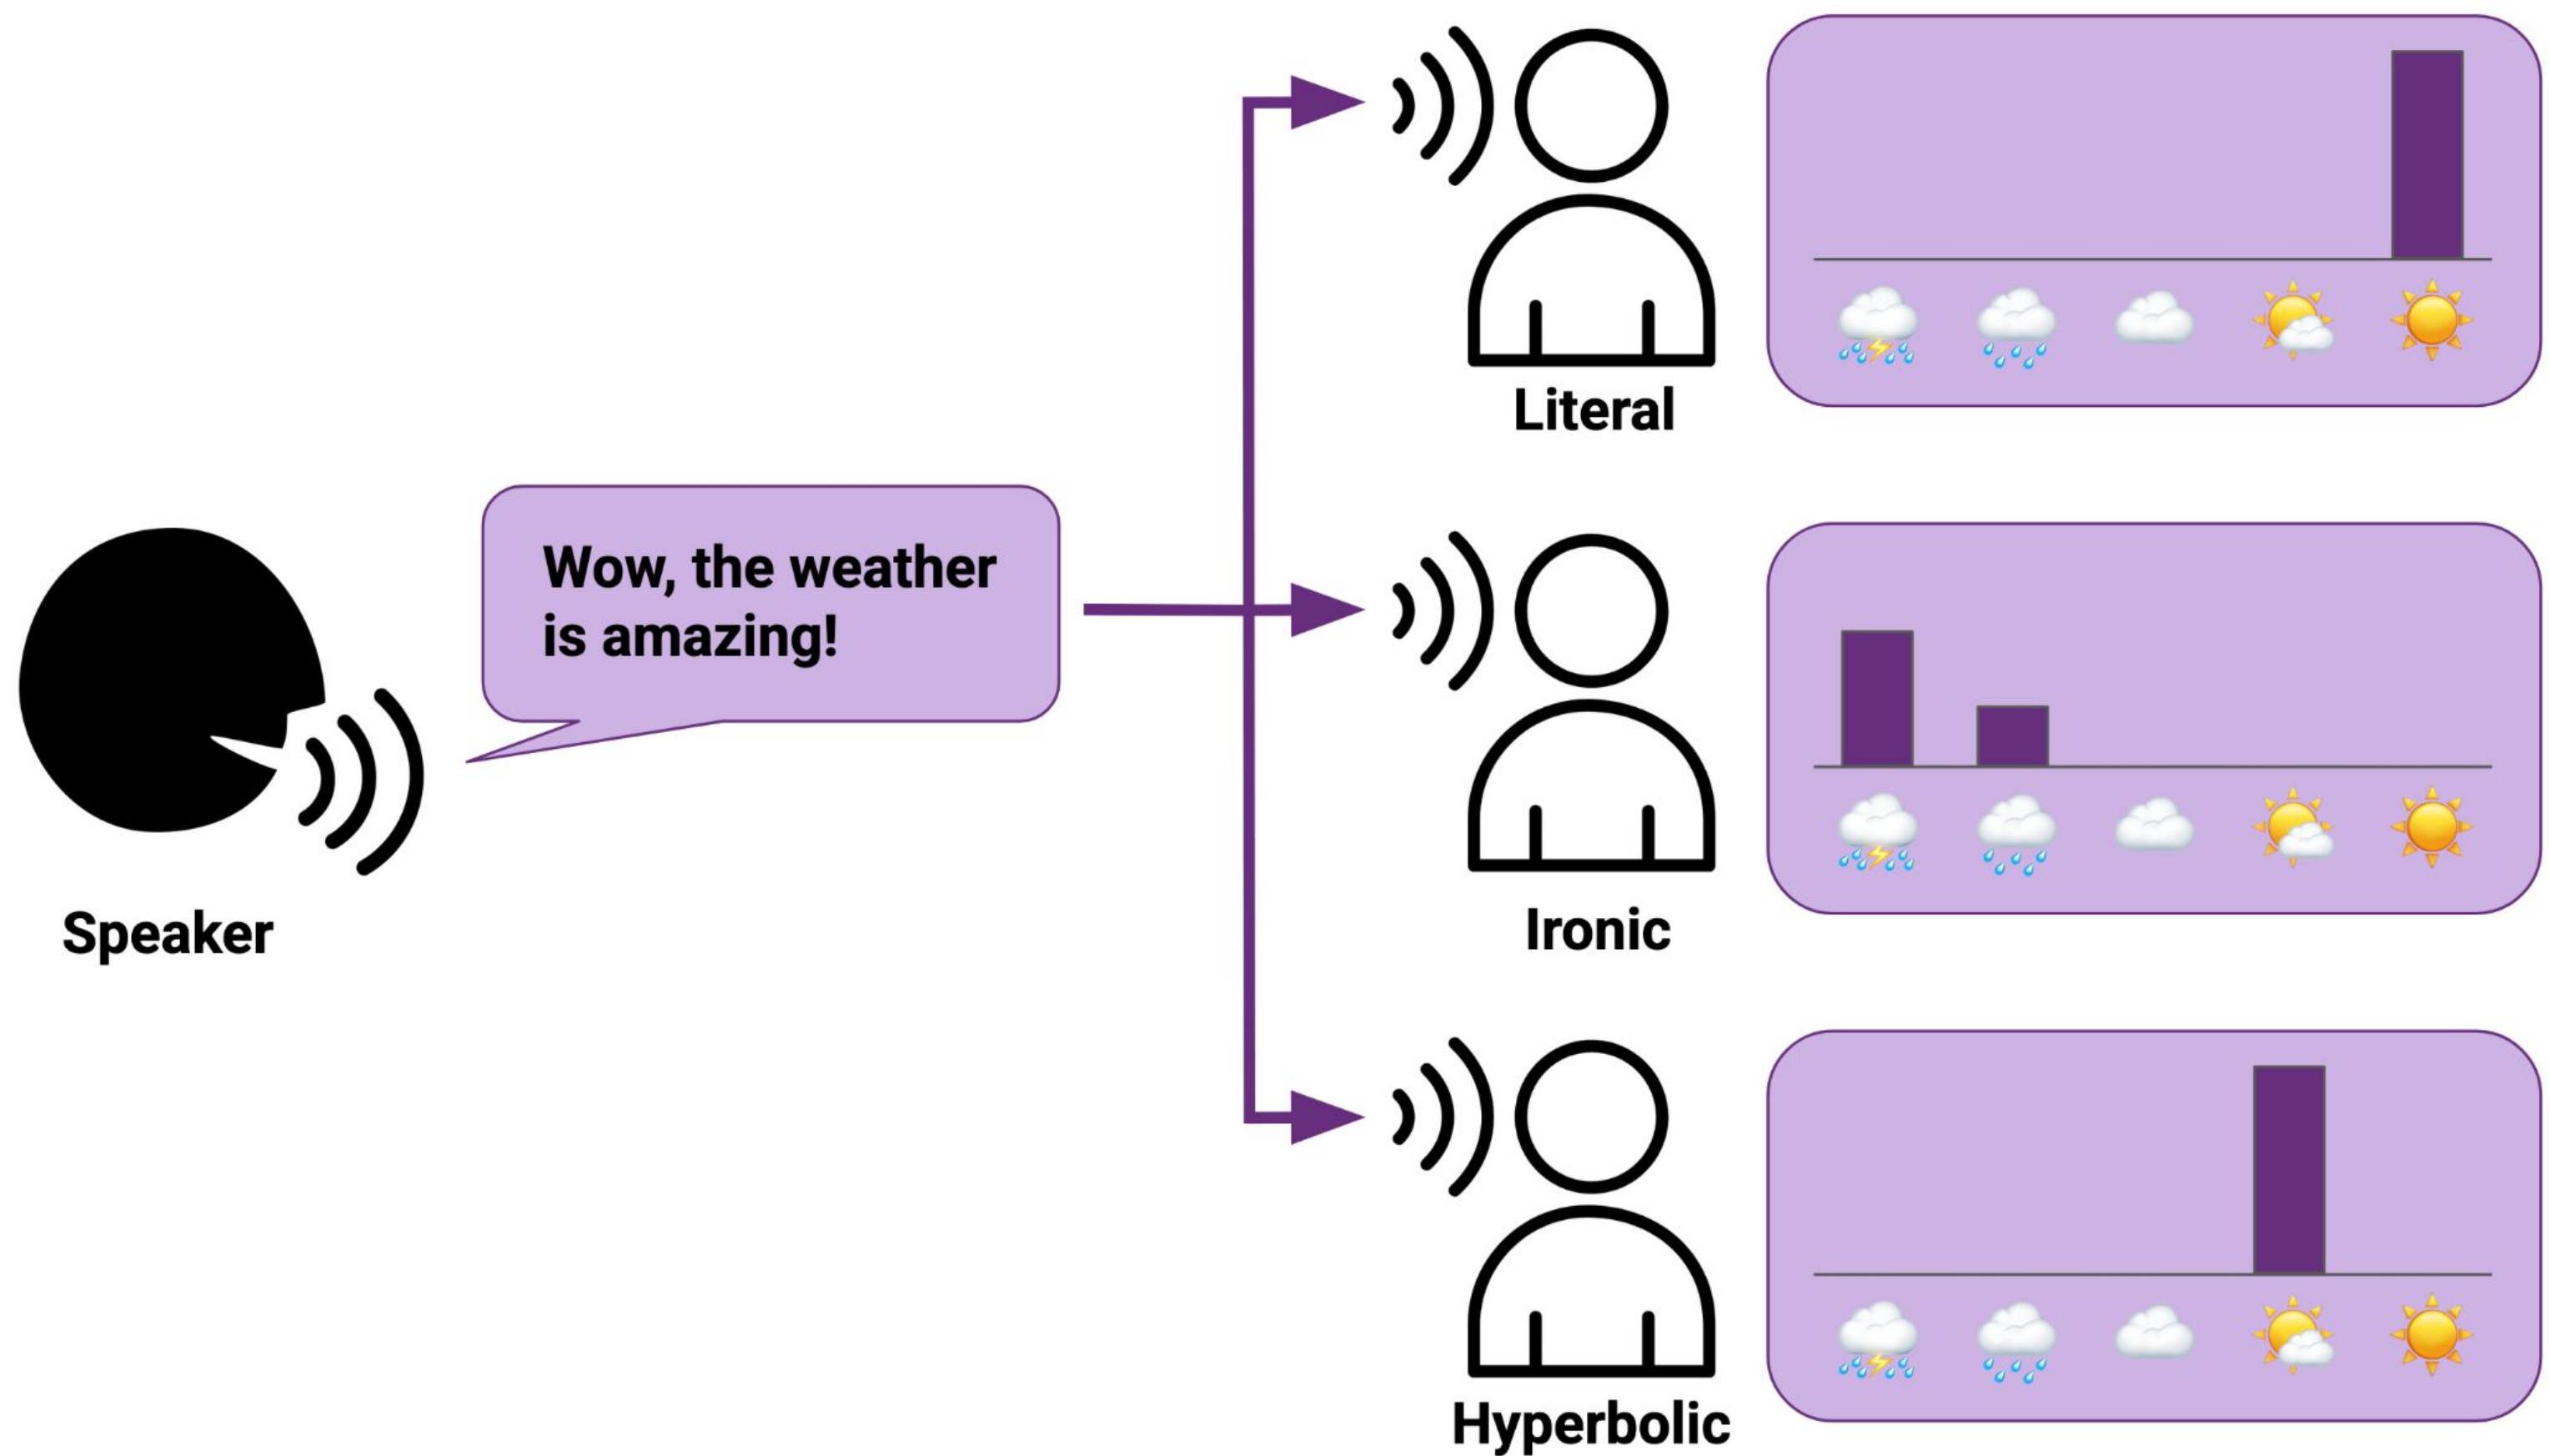 Literal
Wow, the weather
is amazing!
Speaker
Ironic
Hyperbolic